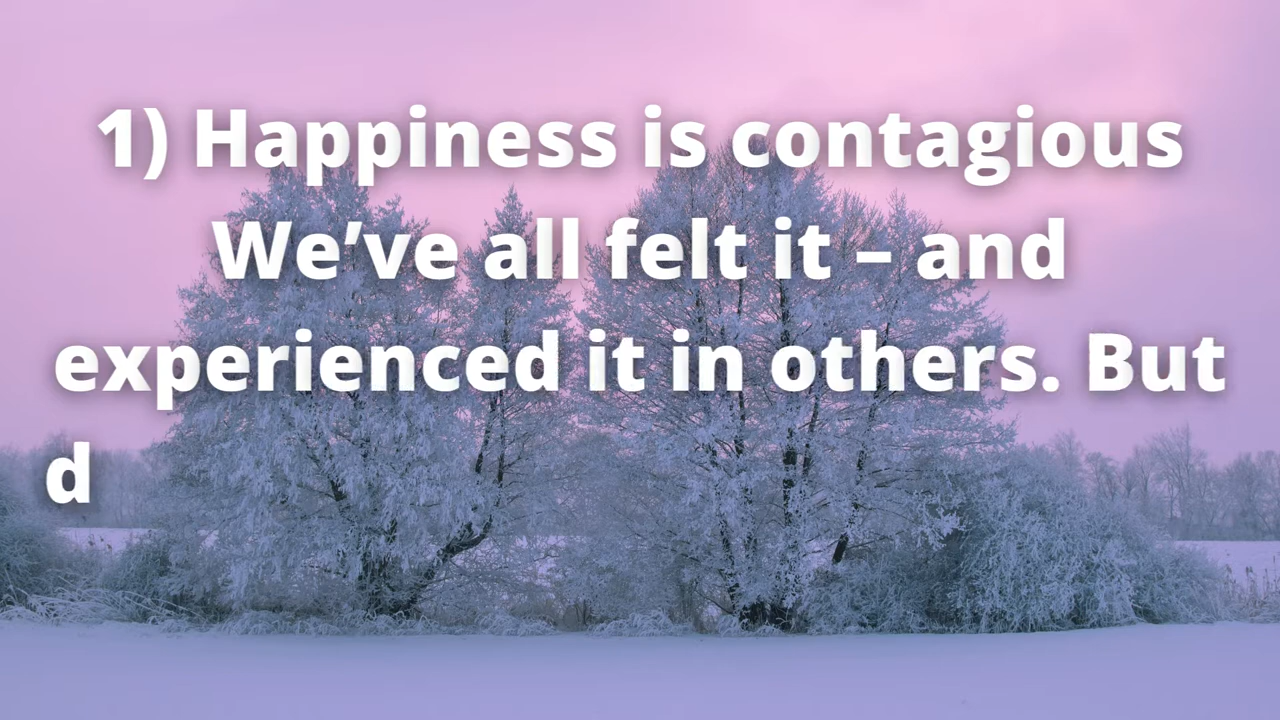 1) Happiness is contagious
We’ve all felt it – and
experienced it in others. But
d